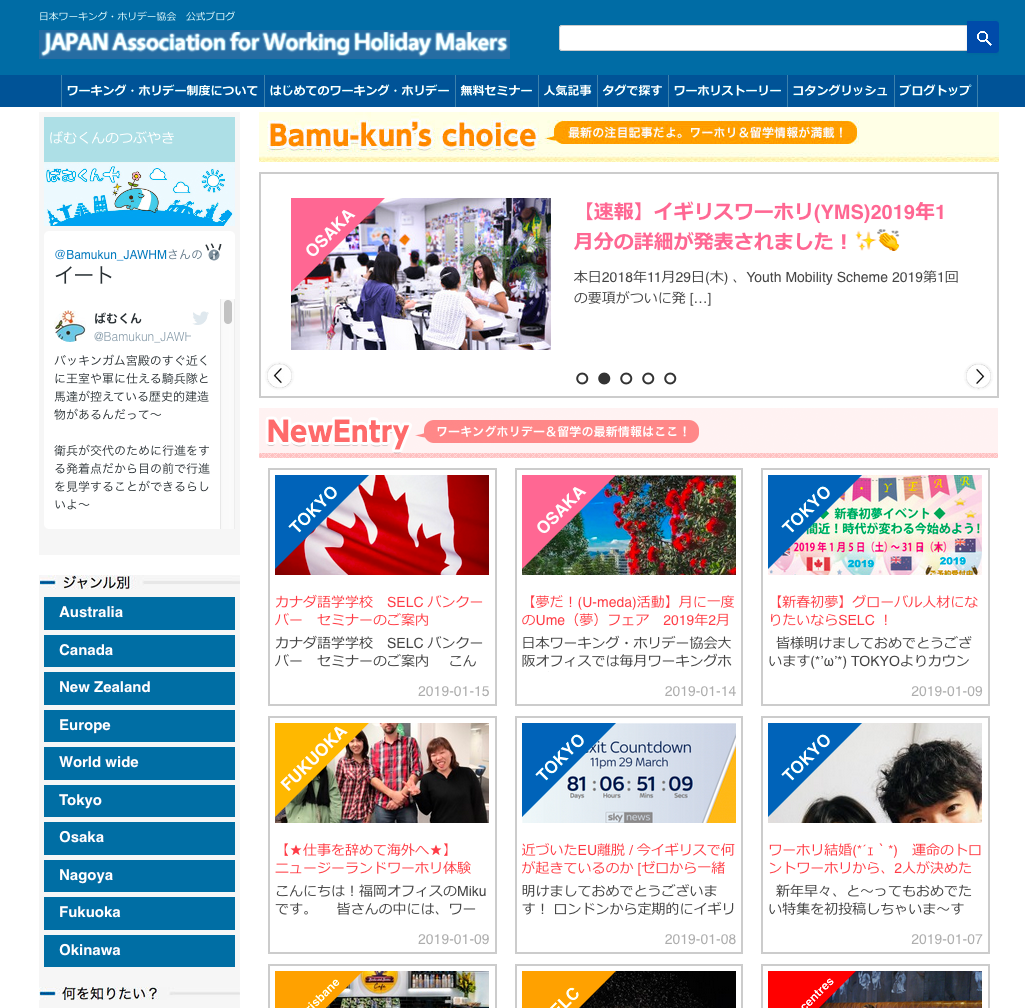 日本ワーキング・ホリデー協会　公式ブログ
JAPAN Association for Working Holiday Makers
ワーキング・ホリデー制度について
はじめてのワーキング・ホリデー
無料セミナー
人気記事
タグで探す
ワーホリストーリー
コタングリッシュ
ブログトップ
ばむくんのつぶやき
ばむくん
@Bamukun_JAWHMさんの
イート
ばむくん
@Bamukun_JAWH
バッキンガム宮殿のすぐ近く
に王室や軍に仕える騎兵隊と
馬達が控えている歴史的建造
物があるんだって〜
衛兵が交代のために行進をす
る発着点だから目の前で行進
を見学することができるらし
いよ〜
ジャンル別
Australia
Canada
New Zealand
Europe
World wide
Tokyo
Osaka
Nagoya
Fukuoka
Okinawa
何を知りたい？
Bamu-kun's choice
最新の注目記事だよ。ワーホリ＆留学情報が満載！
OSAKA
【速報】イギリスワーホリ(YMS)2019年1
月分の詳細が発表されました！✨👏
本日2018年11月29日(木) 、Youth Mobility Scheme 2019第1回
の要項がついに発 […]
NewEntry
ワーキングホリデー＆留学の最新情報はここ！
TOKYO
カナダ語学学校　SELC バンクー
バー　セミナーのご案内
カナダ語学学校　SELC バンクー
バー　セミナーのご案内　 こん
2019-01-15
OSAKA
【夢だ！(U-meda)活動】月に一度
のUme（夢）フェア　2019年2月
日本ワーキング・ホリデー協会大
阪オフィスでは毎月ワーキングホ
2019-01-14
TOKYO
・YEAR
◆ 新春初夢イベント ◆
間近！時代が変わる今始めよう!
2019年1月5日（土）〜31日（木）
2019
2019
【新春初夢】グローバル人材にな
りたいならSELC ！
皆様明けましておめでとうござ
います(*'ω'*) TOKYOよりカウン
2019-01-09
FUKUOKA
【★仕事を辞めて海外へ★】
ニュージーランドワーホリ体験
こんにちは！福岡オフィスのMiku
です。　 皆さんの中には、ワー
2019-01-09
TOKYO
xit Countdown
11pm 29 March
81 : 06 : 51 : 09
Days Hours Mins Secs
sky news
近づいたEU離脱 / 今イギリスで何
が起きているのか [ゼロから一緒
明けましておめでとうございま
す！ ロンドンから定期的にイギリ
2019-01-08
TOKYO
ワーホリ結婚(*´ｪ｀*)　運命のトロ
ントワーホリから、2人が決めた
新年早々、と〜ってもおめでた
い特集を初投稿しちゃいま〜す
2019-01-07
isbane
Cafe
ELC
centres